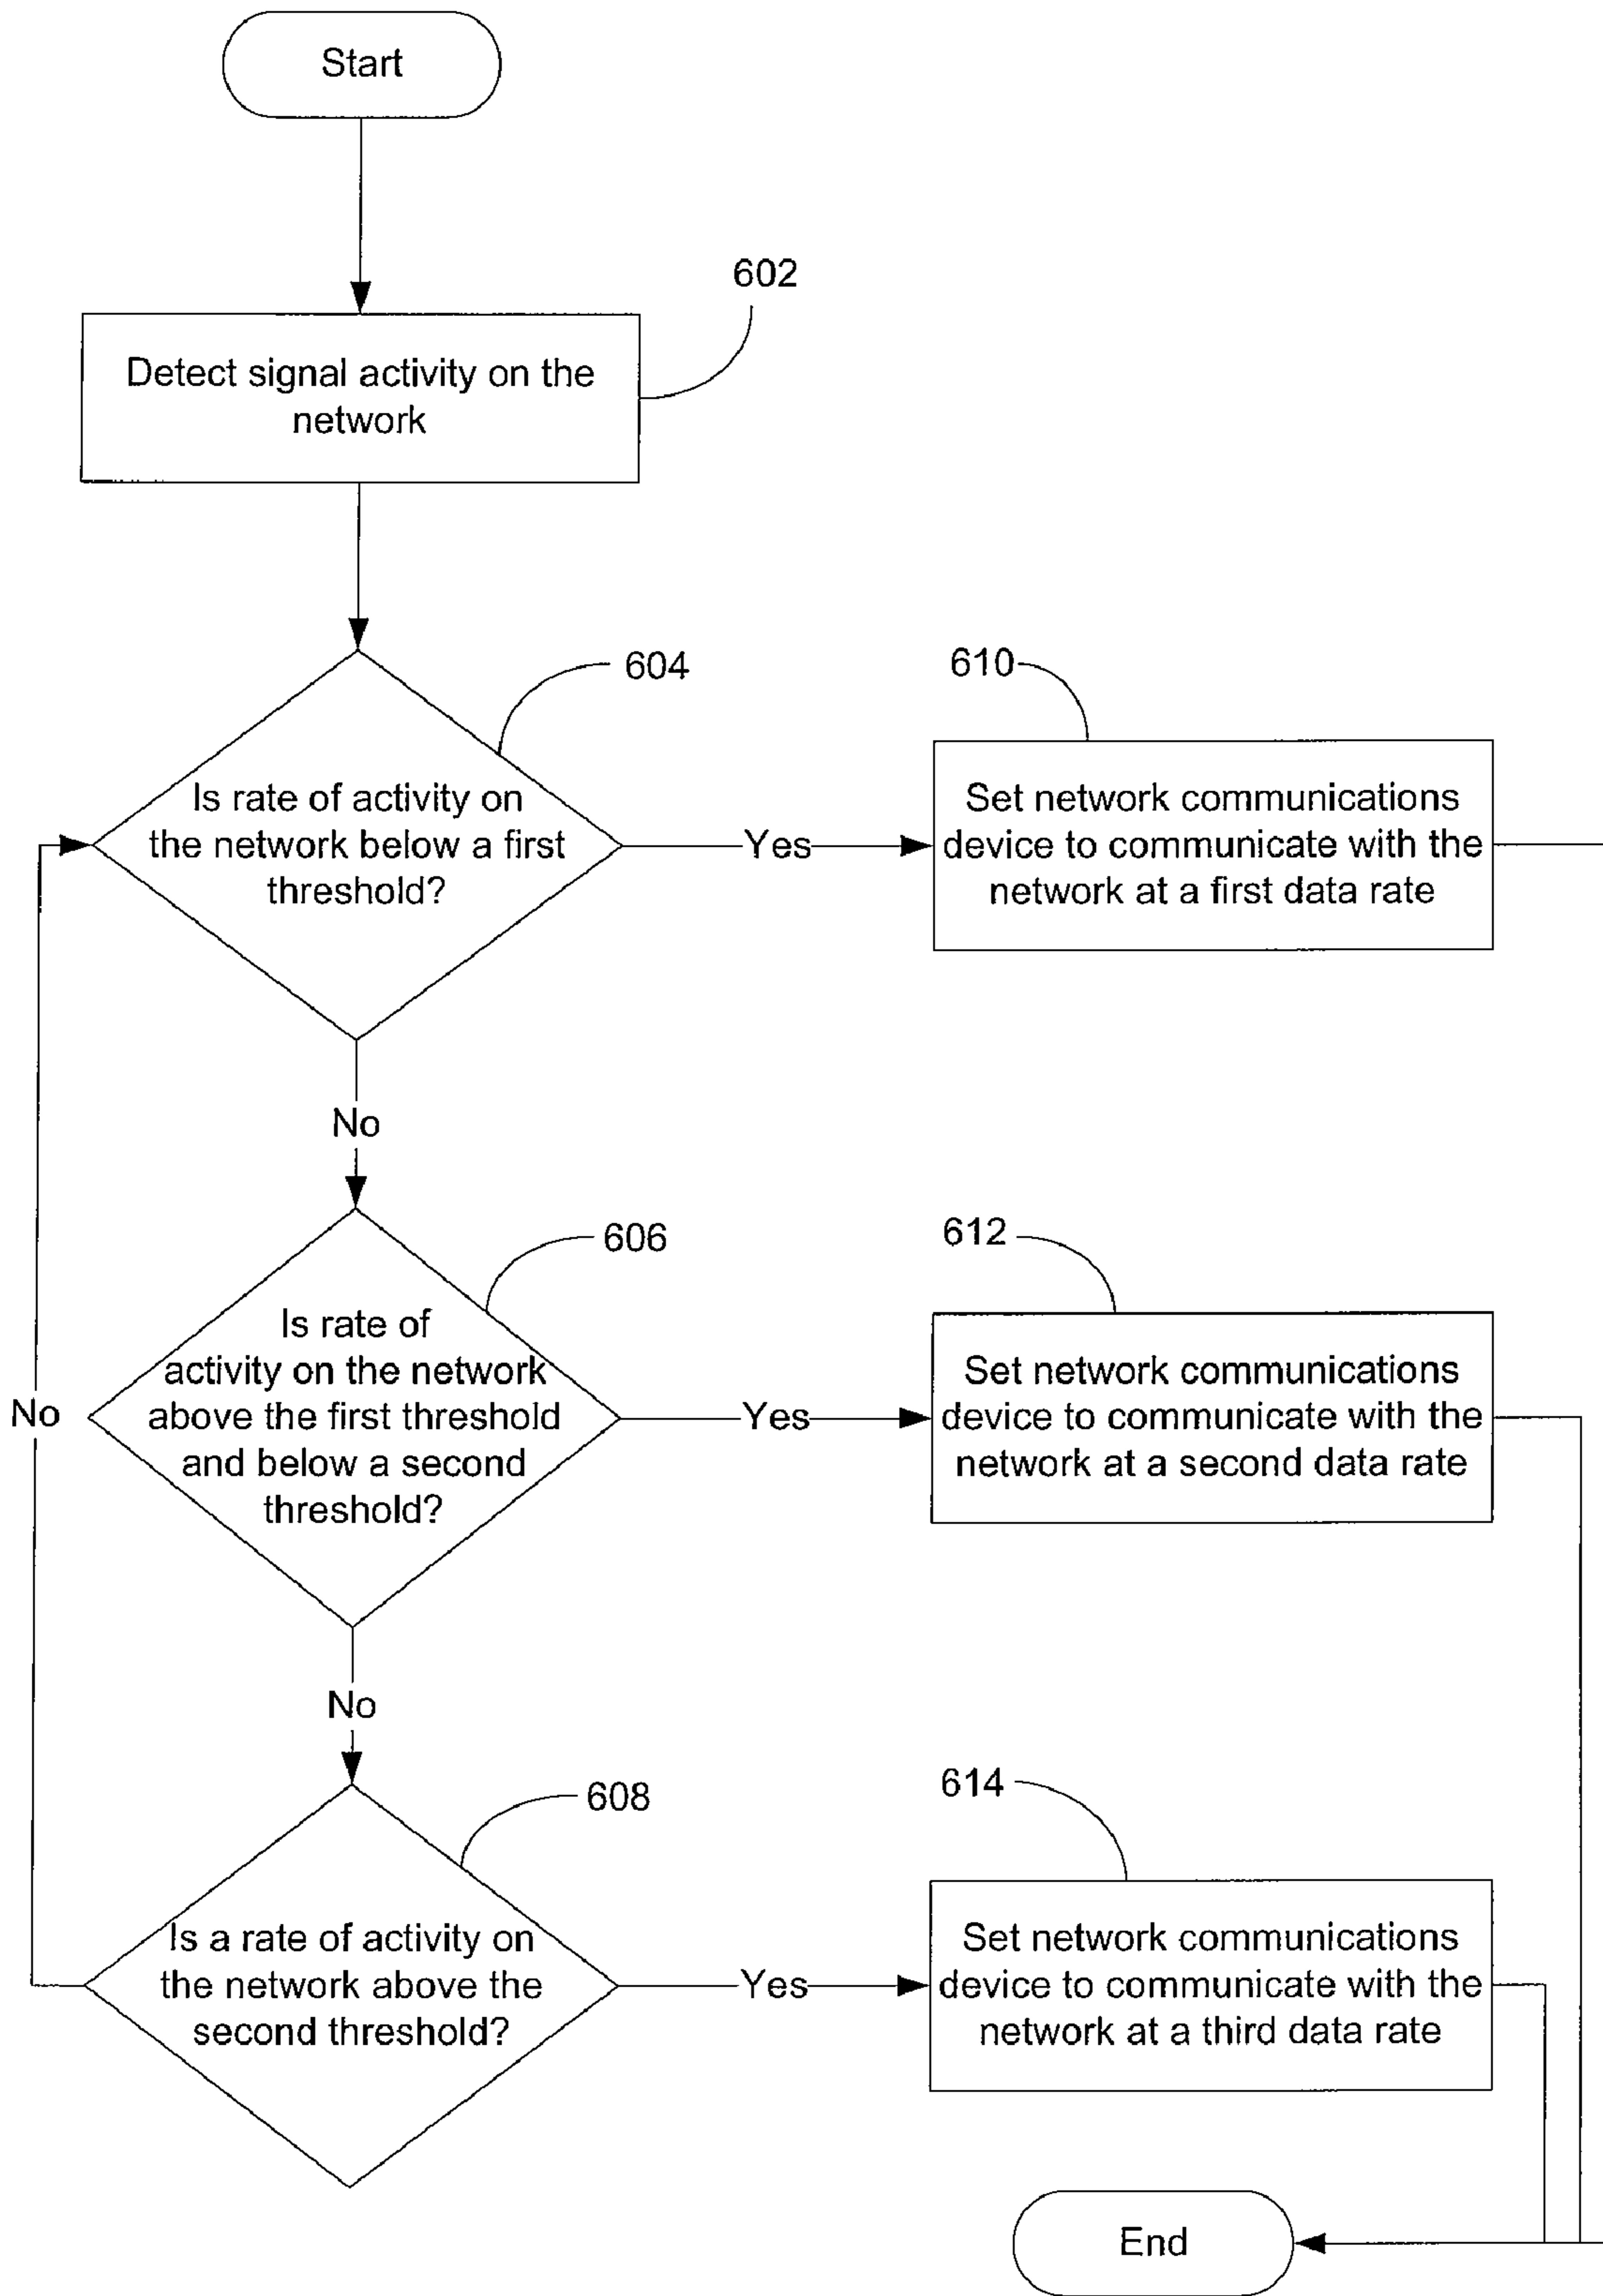 Start
602
Detect signal activity on the
network
604
Is rate of activity on
the network below a first
threshold?
Yes
610
Set network communications
device to communicate with the
network at a first data rate
No
606
Is rate of
activity on the network
above the first threshold
and below a second
threshold?
Yes
612
Set network communications
device to communicate with the
network at a second data rate
No
No
608
Is a rate of activity on
the network above the
second threshold?
Yes
614
Set network communications
device to communicate with the
network at a third data rate
End